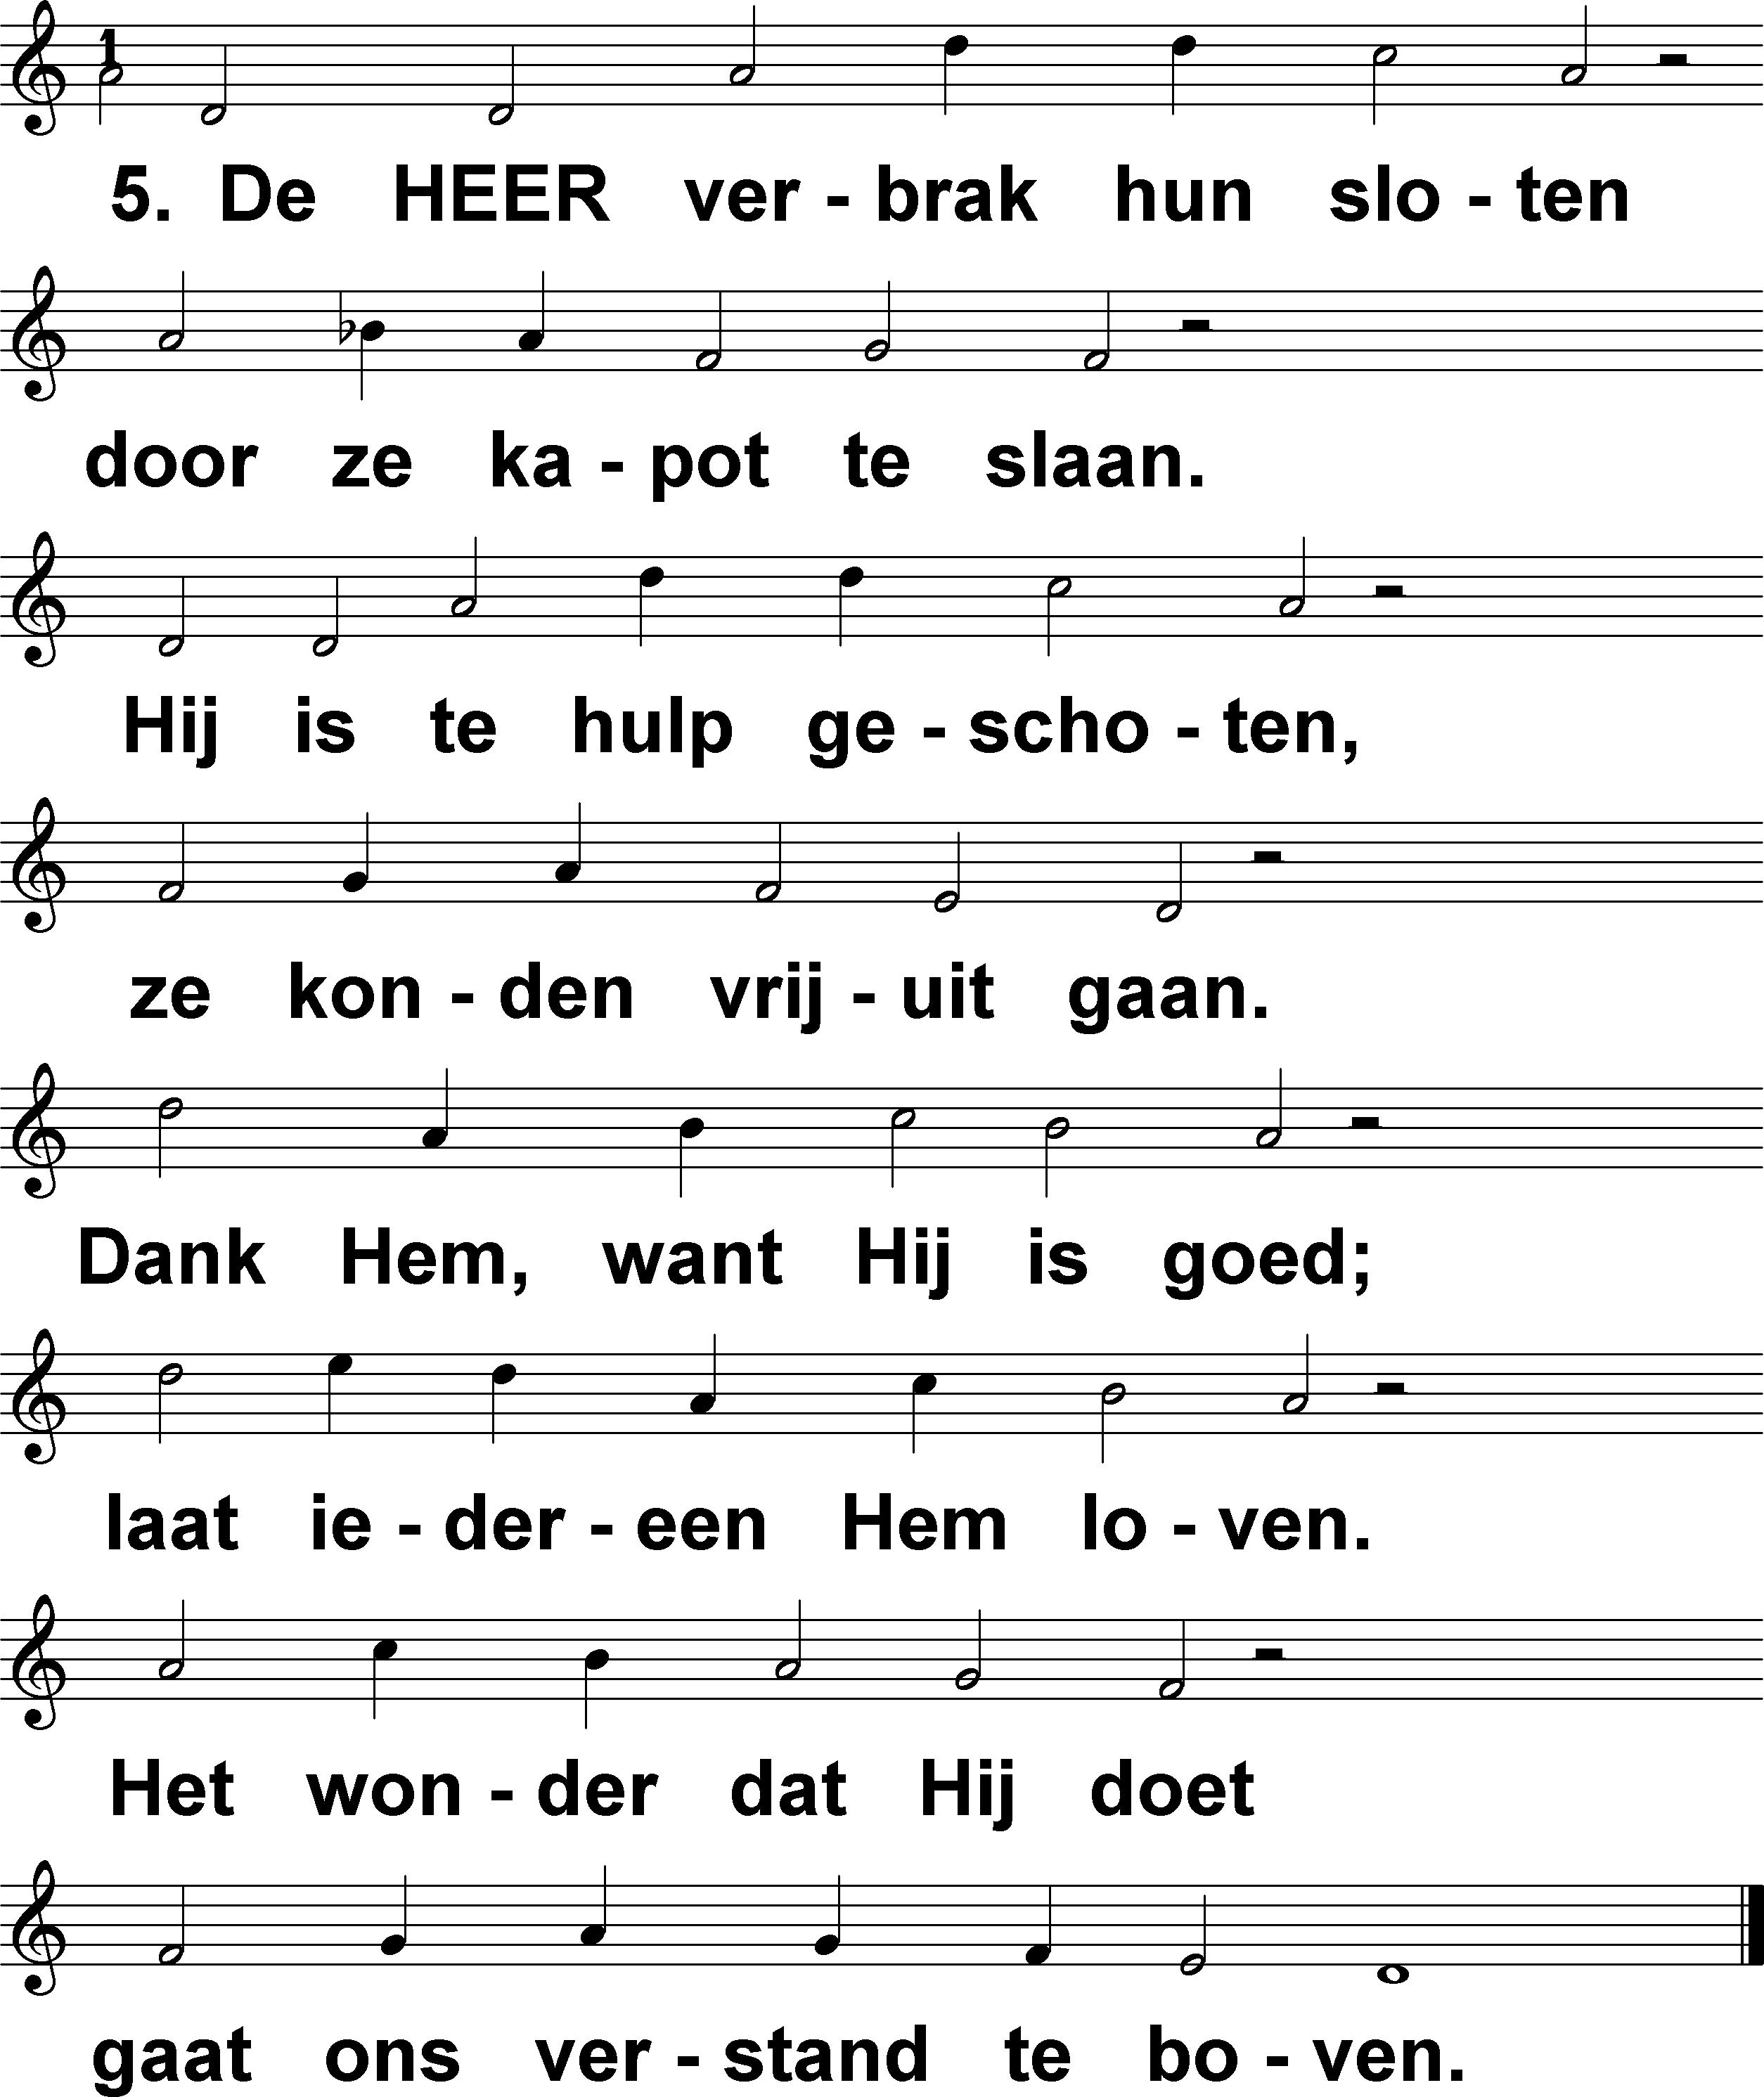 1
5. De HEER ver - brak hun slo - ten
door ze ka - pot te slaan.
Hij is te hulp ge - scho - ten,
ze kon - den vrij - uit gaan.
Dank Hem, want Hij is goed;
laat ie - der - een Hem lo - ven.
Het won - der dat Hij doet
gaat ons ver - stand te bo - ven.